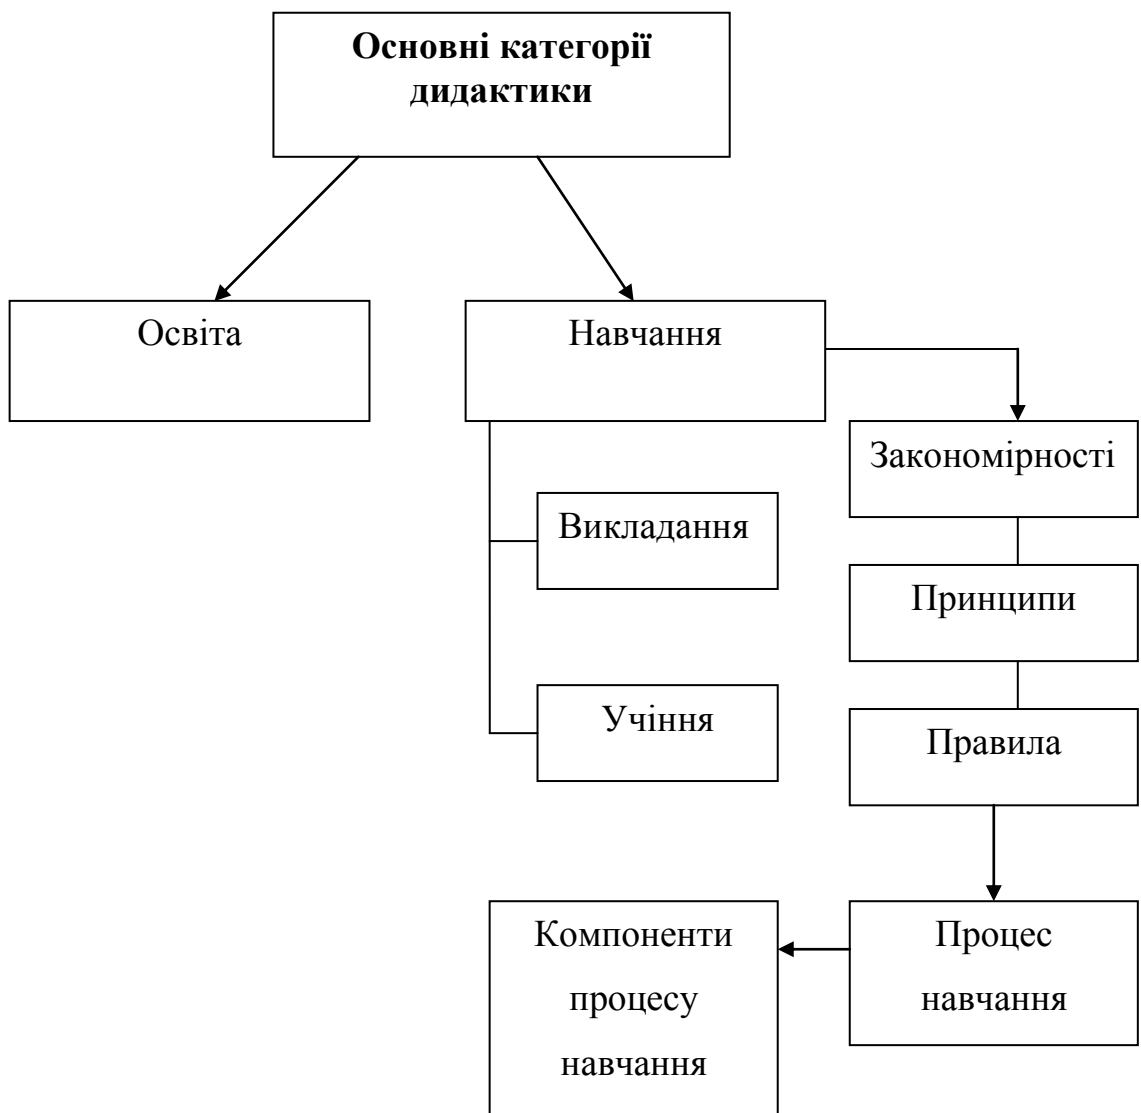 Основні категорії
дидактики
Освіта
Навчання
Закономірності
Викладання
Принципи
Учіння
Правила
Компоненти
процесу
навчання
Процес
навчання